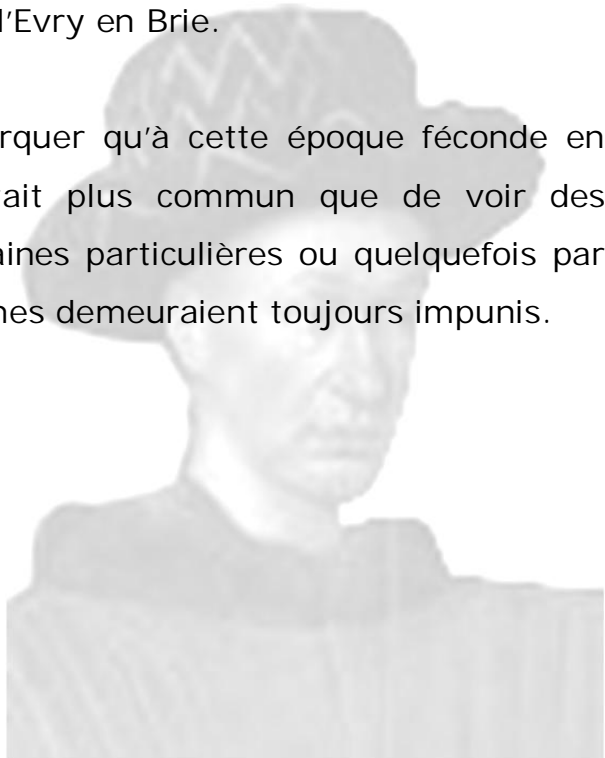 l'Evry en Brie.
rquer qu'à cette époque féconde en
ait plus commun que de voir des
aines particulières ou quelquefois par
nes demeuraient toujours impunis.